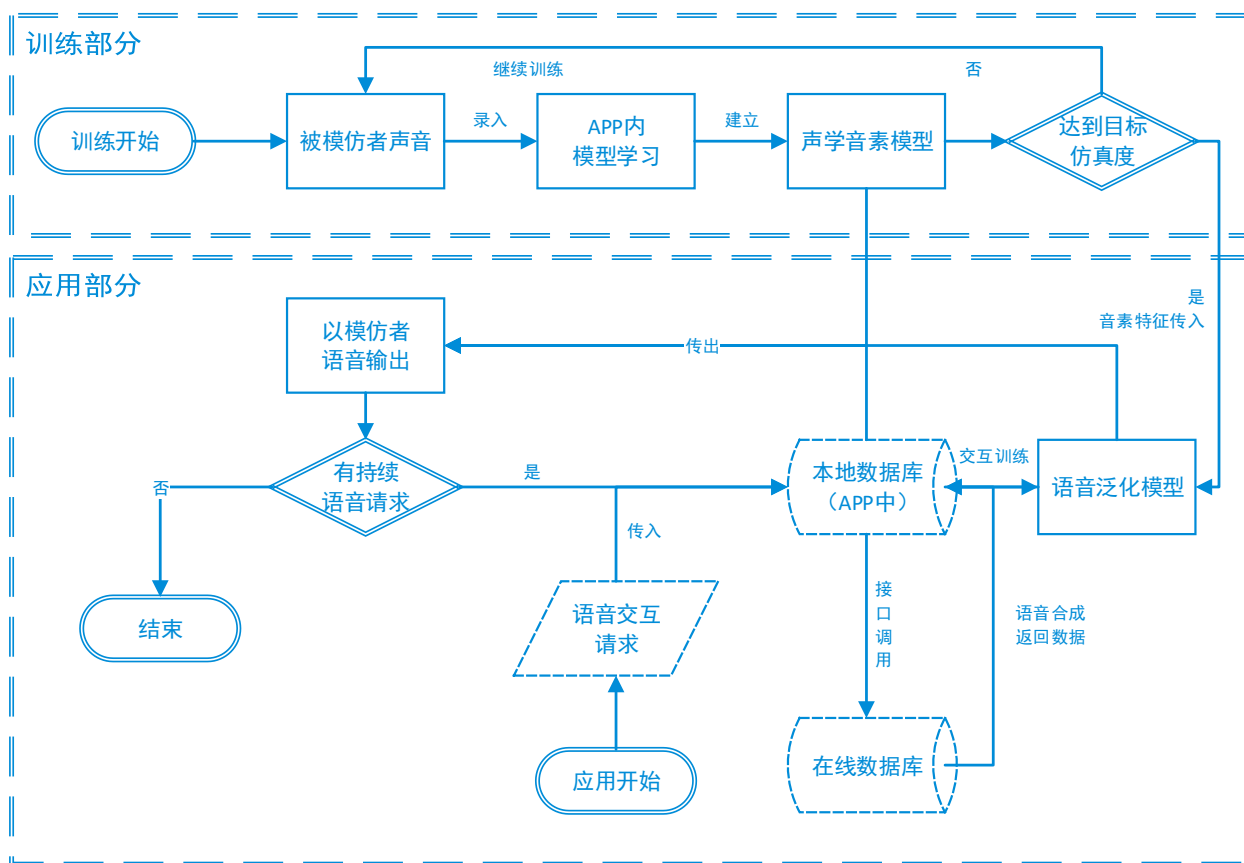 训练部分
继续训练
否
训练开始
被模仿者声音
录入
APP内
模型学习
建立
声学音素模型
达到目标
仿真度
应用部分
是
音素特征传入
以模仿者
语音输出
传出
有持续
语音请求
否
是
本地数据库
（APP中）
交互训练
语音泛化模型
传入
接
口
调
用
语音交互
请求
语音合成
返回数据
结束
在线数据库
应用开始